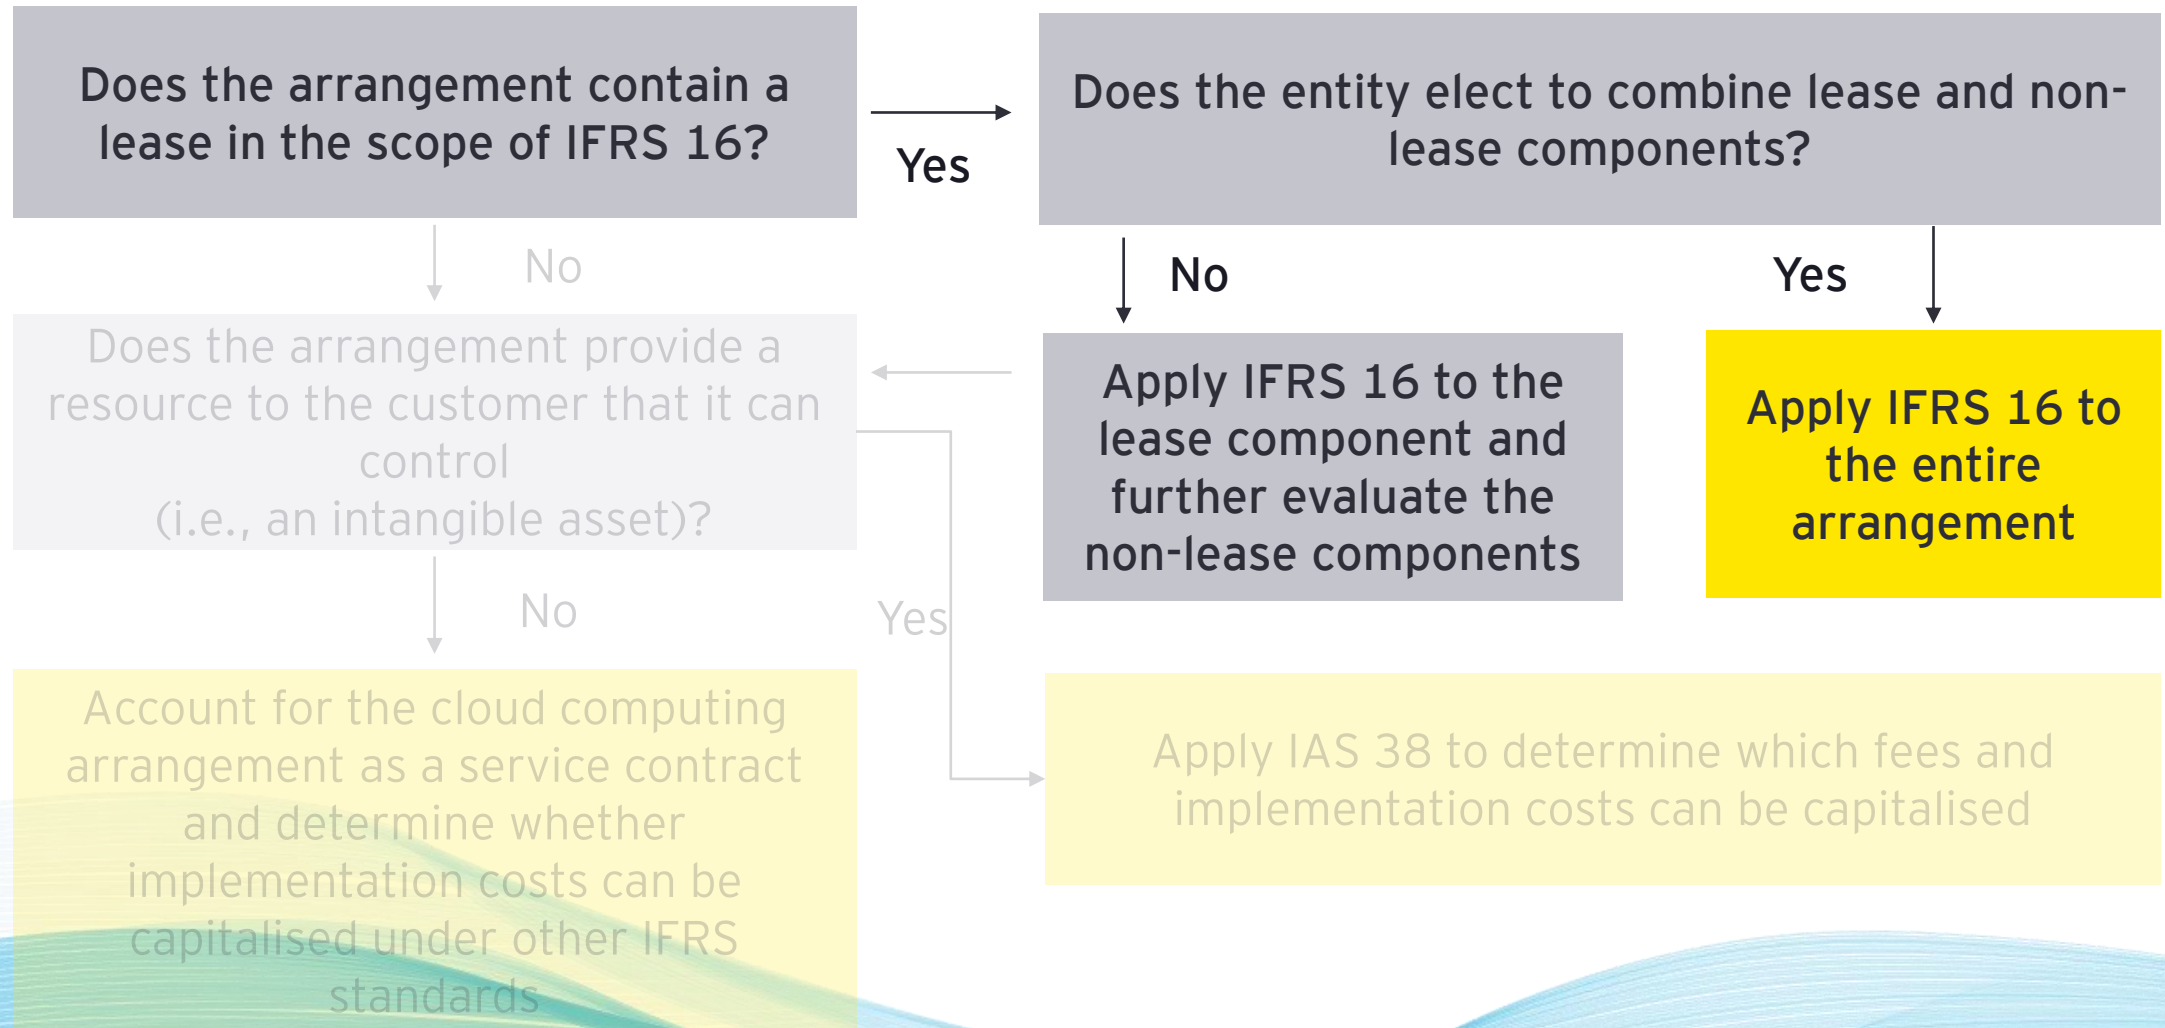 Does the arrangement contain a
lease in the scope of IFRS 16?
Yes
Does the entity elect to combine lease and non-
lease components?
No
No
Yes
Does the arrangement provide a
resource to the customer that it can
control
(i.e., an intangible asset)?
Apply IFRS 16 to the
lease component and
further evaluate the
non-lease components
Apply IFRS 16 to
the entire
arrangement
No
Yes
Account for the cloud computing
arrangement as a service contract
and determine whether
implementation costs can be
capitalised under other IFRS
standards
Apply IAS 38 to determine which fees and
implementation costs can be capitalised